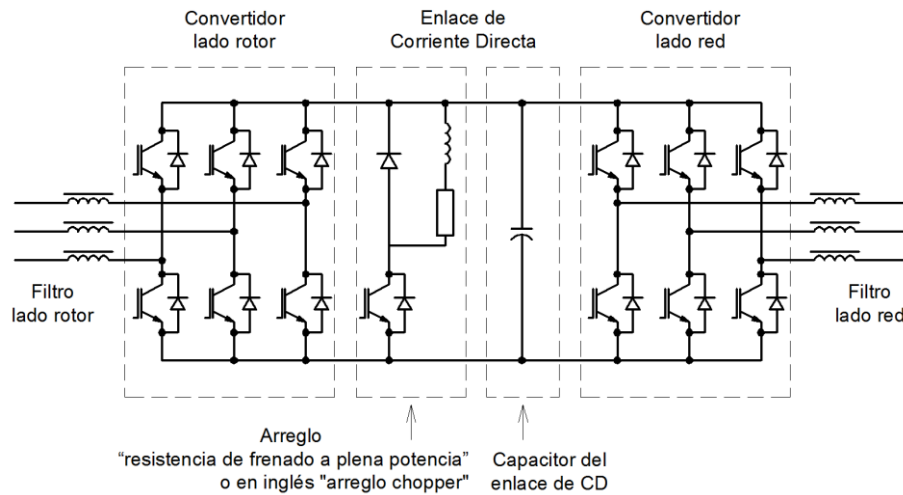 Convertidor
lado rotor
Enlace de
Corriente Directa
Convertidor
lado red
Filtro
lado rotor
Filtro
lado red
Arreglo
“resistencia de frenado a plena potencia”
o en inglés "arreglo chopper"
Capacitor del
enlace de CD